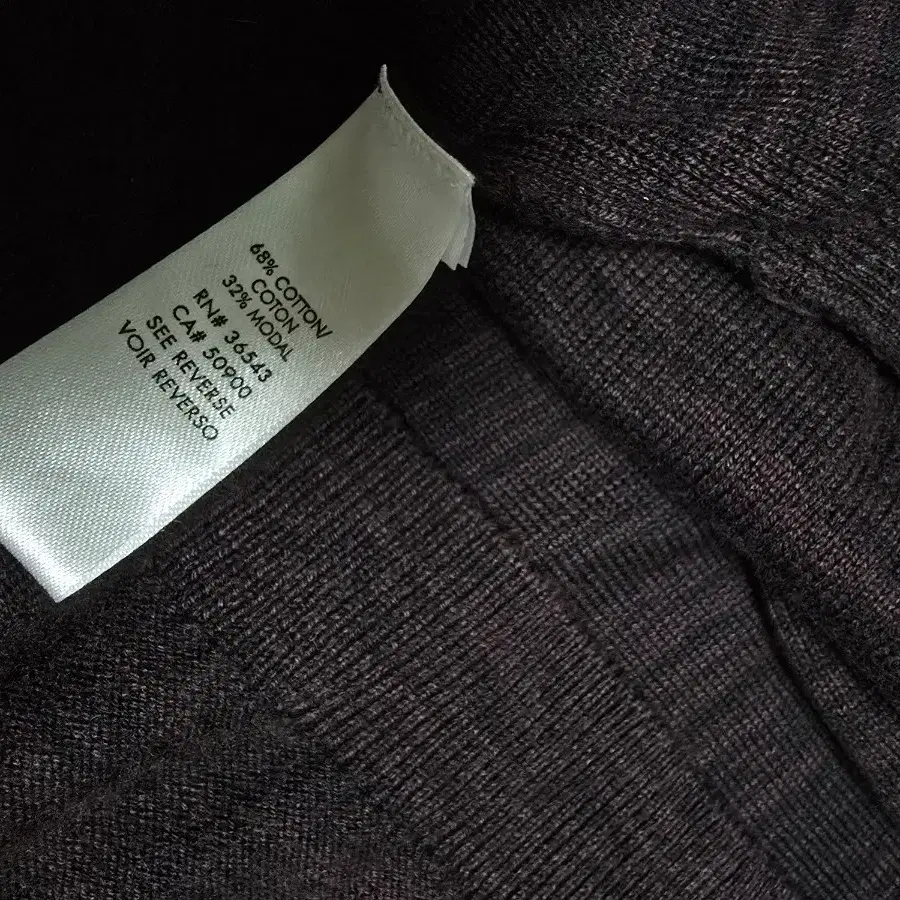 68% COTTON/
COTON
32% MODAL
RN# 36543
CA# 50900
SEE REVERSE
VOIR REVERSO